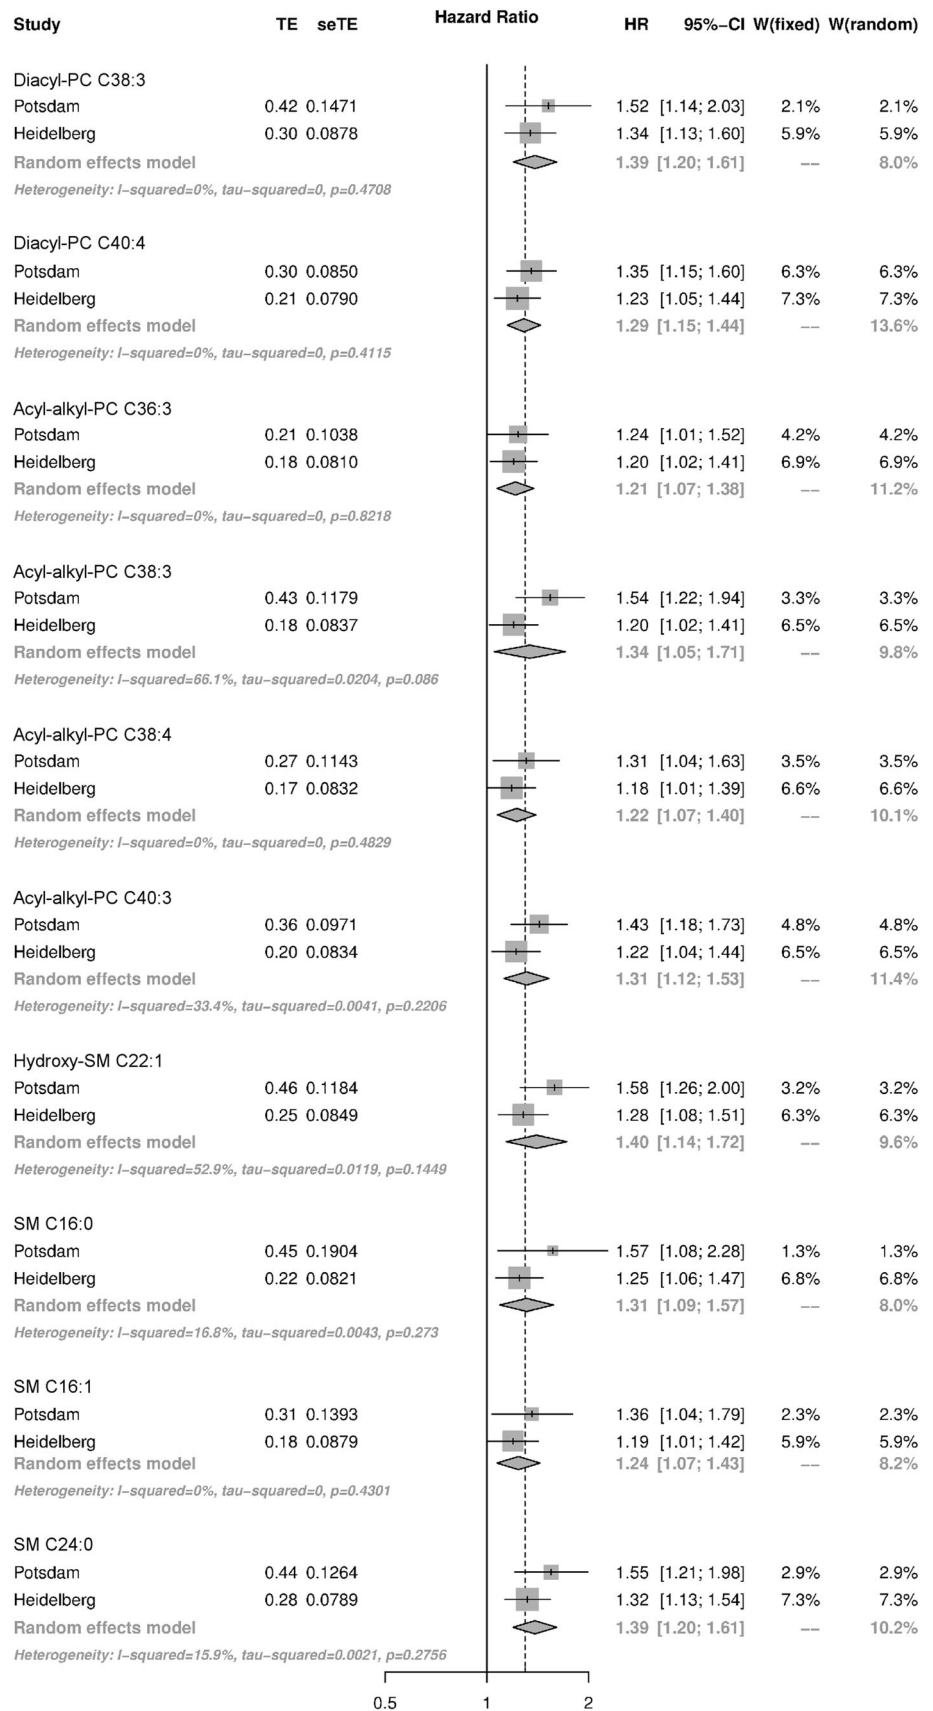 Study TE seTE Hazard Ratio HR 95%−CI W(fixed) W(random)
Diacyl-PC C38:3
Potsdam 0.42 0.1471 1.52 [1.14; 2.03] 2.1% 2.1%
Heidelberg 0.30 0.0878 1.34 [1.13; 1.60] 5.9% 5.9%
Random effects model 1.39 [1.20; 1.61] −− 8.0%
Heterogeneity: I−squared=0%, tau−squared=0, p=0.4708
Diacyl-PC C40:4
Potsdam 0.30 0.0850 1.35 [1.15; 1.60] 6.3% 6.3%
Heidelberg 0.21 0.0790 1.23 [1.05; 1.44] 7.3% 7.3%
Random effects model 1.29 [1.15; 1.44] −− 13.6%
Heterogeneity: I−squared=0%, tau−squared=0, p=0.4115
Acyl-alkyl-PC C36:3
Potsdam 0.21 0.1038 1.24 [1.01; 1.52] 4.2% 4.2%
Heidelberg 0.18 0.0810 1.20 [1.02; 1.41] 6.9% 6.9%
Random effects model 1.21 [1.07; 1.38] −− 11.2%
Heterogeneity: I−squared=0%, tau−squared=0, p=0.8218
Acyl-alkyl-PC C38:3
Potsdam 0.43 0.1179 1.54 [1.22; 1.94] 3.3% 3.3%
Heidelberg 0.18 0.0837 1.20 [1.02; 1.41] 6.5% 6.5%
Random effects model 1.34 [1.05; 1.71] −− 9.8%
Heterogeneity: I−squared=66.1%, tau−squared=0.0204, p=0.086
Acyl-alkyl-PC C38:4
Potsdam 0.27 0.1143 1.31 [1.04; 1.63] 3.5% 3.5%
Heidelberg 0.17 0.0832 1.18 [1.01; 1.39] 6.6% 6.6%
Random effects model 1.22 [1.07; 1.40] −− 10.1%
Heterogeneity: I−squared=0%, tau−squared=0, p=0.4829
Acyl-alkyl-PC C40:3
Potsdam 0.36 0.0971 1.43 [1.18; 1.73] 4.8% 4.8%
Heidelberg 0.20 0.0834 1.22 [1.04; 1.44] 6.5% 6.5%
Random effects model 1.31 [1.12; 1.53] −− 11.4%
Heterogeneity: I−squared=33.4%, tau−squared=0.0041, p=0.2206
Hydroxy-SM C22:1
Potsdam 0.46 0.1184 1.58 [1.26; 2.00] 3.2% 3.2%
Heidelberg 0.25 0.0849 1.28 [1.08; 1.51] 6.3% 6.3%
Random effects model 1.40 [1.14; 1.72] −− 9.6%
Heterogeneity: I−squared=52.9%, tau−squared=0.0119, p=0.1449
SM C16:0
Potsdam 0.45 0.1904 1.57 [1.08; 2.28] 1.3% 1.3%
Heidelberg 0.22 0.0821 1.25 [1.06; 1.47] 6.8% 6.8%
Random effects model 1.31 [1.09; 1.57] −− 8.0%
Heterogeneity: I−squared=16.8%, tau−squared=0.0043, p=0.273
SM C16:1
Potsdam 0.31 0.1393 1.36 [1.04; 1.79] 2.3% 2.3%
Heidelberg 0.18 0.0879 1.19 [1.01; 1.42] 5.9% 5.9%
Random effects model 1.24 [1.07; 1.43] −− 8.2%
Heterogeneity: I−squared=0%, tau−squared=0, p=0.4301
SM C24:0
Potsdam 0.44 0.1264 1.55 [1.21; 1.98] 2.9% 2.9%
Heidelberg 0.28 0.0789 1.32 [1.13; 1.54] 7.3% 7.3%
Random effects model 1.39 [1.20; 1.61] −− 10.2%
Heterogeneity: I−squared=15.9%, tau−squared=0.0021, p=0.2756
0.5 1 2